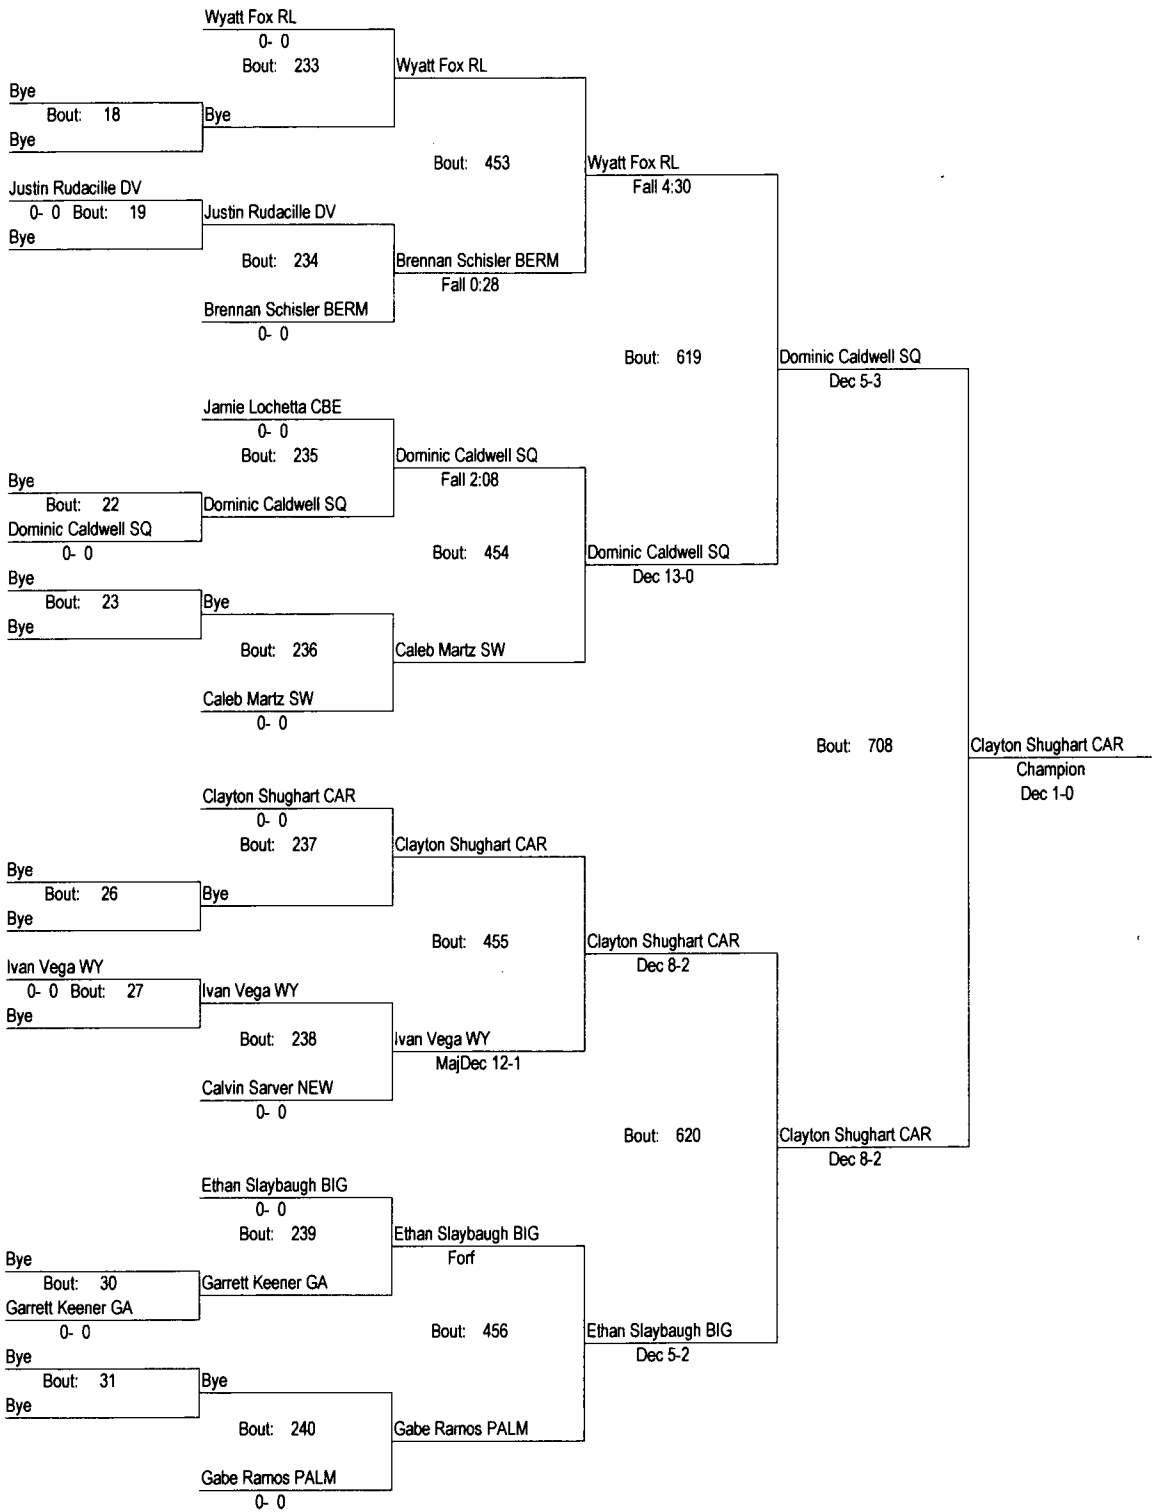 Wyatt Fox RL
0- 0
Bout: 233
Wyatt Fox RL
Bye
Bout: 18
Bye
Bye
Bout: 453
Wyatt Fox RL
Fall 4:30
Justin Rudacille DV
0- 0 Bout: 19
Justin Rudacille DV
Bye
Bout: 234
Brennan Schisler BERM
Fall 0:28
Brennan Schisler BERM
0- 0
Bout: 619
Dominic Caldwell SQ
Dec 5-3
Jamie Lochetta CBE
0- 0
Bout: 235
Dominic Caldwell SQ
Fall 2:08
Bye
Bout: 22
Dominic Caldwell SQ
Dominic Caldwell SQ
0- 0
Bout: 454
Dominic Caldwell SQ
Dec 13-0
Bye
Bout: 23
Bye
Bye
Bout: 236
Caleb Martz SW
Caleb Martz SW
0- 0
Bout: 708
Clayton Shughart CAR
Champion
Dec 1-0
Clayton Shughart CAR
0- 0
Bout: 237
Clayton Shughart CAR
Bye
Bout: 26
Bye
Bye
Bout: 455
Clayton Shughart CAR
Dec 8-2
Ivan Vega WY
0- 0 Bout: 27
Ivan Vega WY
Bye
Bout: 238
Ivan Vega WY
MajDec 12-1
Calvin Sarver NEW
0- 0
Bout: 620
Clayton Shughart CAR
Dec 8-2
Ethan Slaybaugh BIG
0- 0
Bout: 239
Ethan Slaybaugh BIG
Forf
Bye
Bout: 30
Garrett Keener GA
Garrett Keener GA
0- 0
Bout: 456
Ethan Slaybaugh BIG
Dec 5-2
Bye
Bout: 31
Bye
Bye
Bout: 240
Gabe Ramos PALM
Gabe Ramos PALM
0- 0